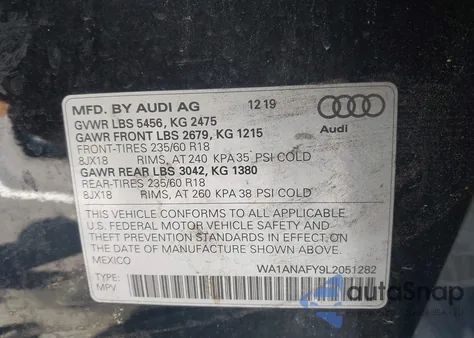 MFD. BY AUDI AG 12 19
GVWR LBS 5456, KG 2475
GAWR FRONT LBS 2679, KG 1215
FRONT-TIRES 235/60 R18
8JX18 RIMS, AT 240 KPA 35 PSI COLD
GAWR REAR LBS 3042, KG 1380
REAR-TIRES 235/60 R18
8JX18 RIMS, AT 260 KPA 38 PSI COLD
Audi
THIS VEHICLE CONFORMS TO ALL APPLICABLE
U.S. FEDERAL MOTOR VEHICLE SAFETY AND
THEFT PREVENTION STANDARDS IN EFFECT ON
THE DATE OF MANUFACTURE SHOWN ABOVE.
MEXICO WA1ANAFY9L2051282
TYPE:
MPV
autoSnap